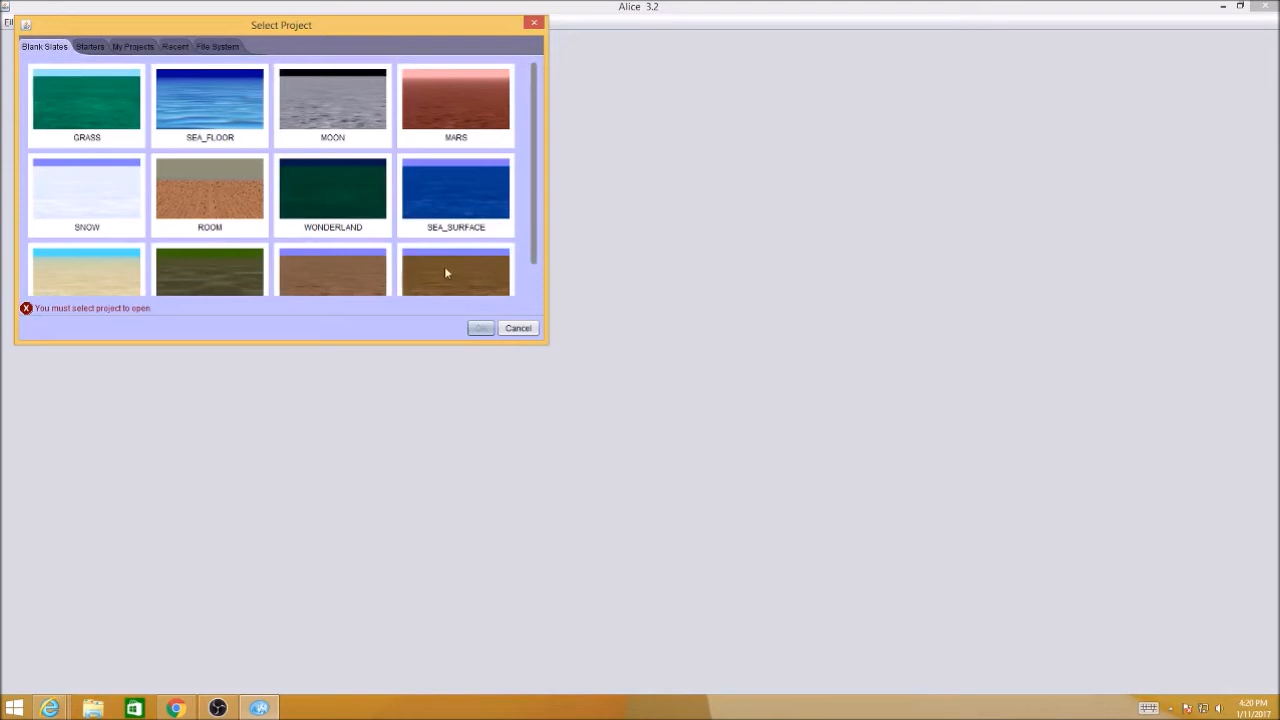 Alice 3.2
Select Project
Blank Slates Starters My Projects Recent File System
GRASS SEA_FLOOR MOON MARS
SNOW ROOM WONDERLAND SEA_SURFACE
X You must select project to open
Cancel
4:20 PM
1/11/2017